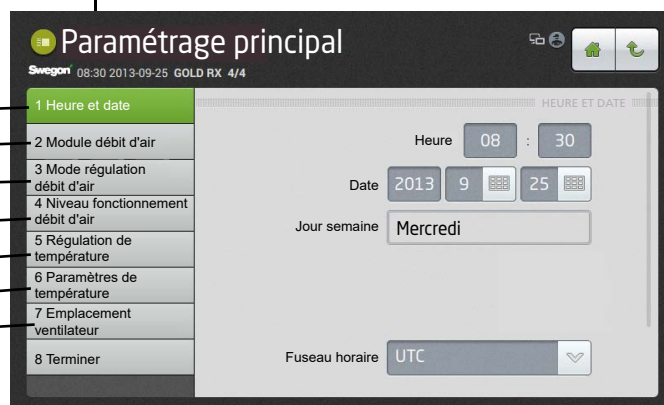 Paramétrage principal
Swegon 08:30 2013-09-25 GOLD RX 4/4
1 Heure et date
2 Module débit d'air
3 Mode régulation
débit d'air
4 Niveau fonctionnement
débit d'air
5 Régulation de
température
6 Paramètres de
température
7 Emplacement
ventilateur
8 Terminer
HEURE ET DATE
Heure 08 : 30
Date 2013 9 25
Jour semaine Mercredi
Fuseau horaire UTC